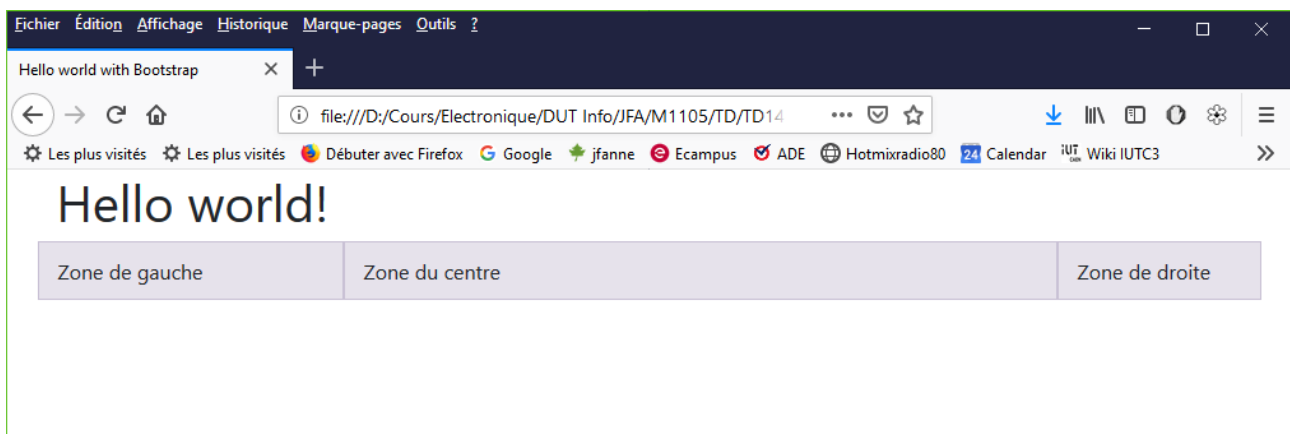 Fichier Édition Affichage Historique Marque-pages Outils ?
Hello world with Bootstrap
file:///D:/Cours/Electronique/DUT Info/JFA/M1105/TD/TD14
Les plus visités Les plus visités Débuter avec Firefox Google jfanne Ecampus ADE Hotmixradio80 24 Calendar Wiki IUTC3
Hello world!
Zone de gauche Zone du centre Zone de droite